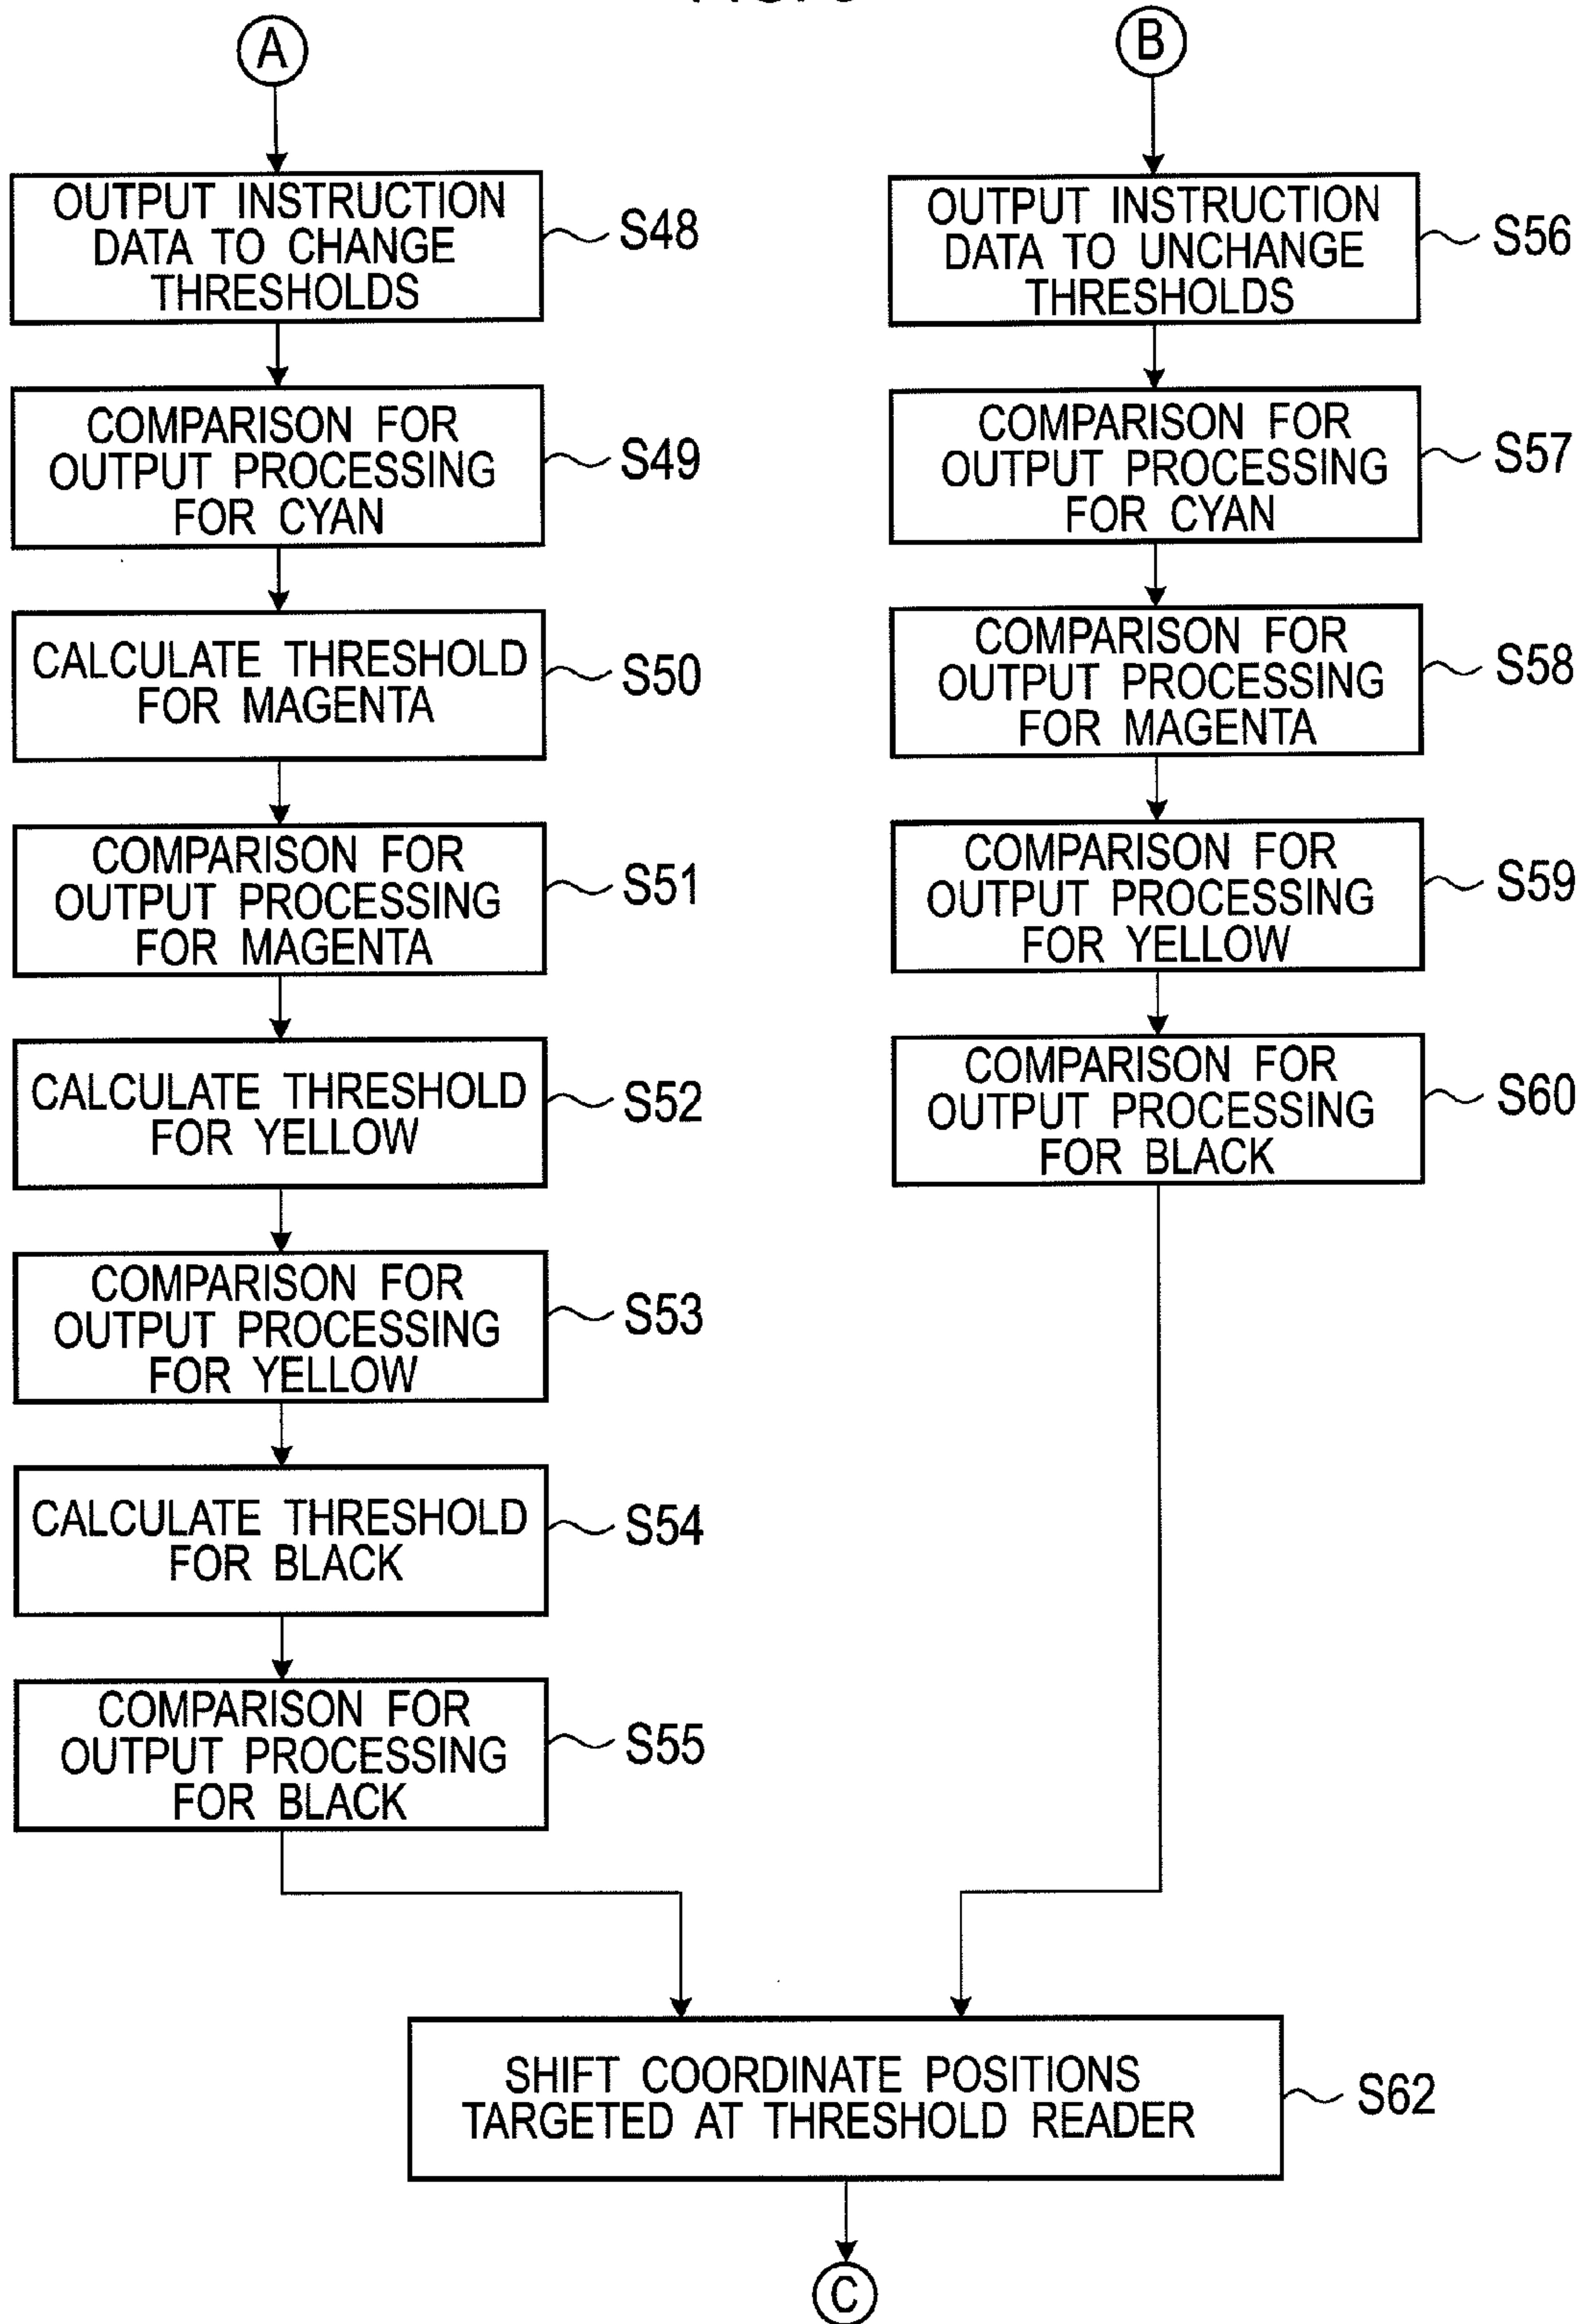 A
OUTPUT INSTRUCTION
DATA TO CHANGE
THRESHOLDS
S48
COMPARISON FOR
OUTPUT PROCESSING
FOR CYAN
S49
CALCULATE THRESHOLD
FOR MAGENTA
S50
COMPARISON FOR
OUTPUT PROCESSING
FOR MAGENTA
S51
CALCULATE THRESHOLD
FOR YELLOW
S52
COMPARISON FOR
OUTPUT PROCESSING
FOR YELLOW
S53
CALCULATE THRESHOLD
FOR BLACK
S54
COMPARISON FOR
OUTPUT PROCESSING
FOR BLACK
S55
B
OUTPUT INSTRUCTION
DATA TO UNCHANGE
THRESHOLDS
S56
COMPARISON FOR
OUTPUT PROCESSING
FOR CYAN
S57
COMPARISON FOR
OUTPUT PROCESSING
FOR MAGENTA
S58
COMPARISON FOR
OUTPUT PROCESSING
FOR YELLOW
S59
COMPARISON FOR
OUTPUT PROCESSING
FOR BLACK
S60
SHIFT COORDINATE POSITIONS
TARGETED AT THRESHOLD READER
S62
C